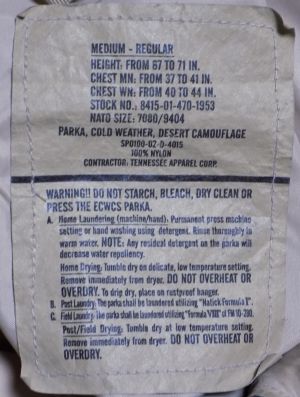 MEDIUM - REGULAR
HEIGHT: FROM 67 TO 71 IN.
CHEST MN: FROM 37 TO 41 IN.
CHEST WN: FROM 40 TO 44 IN.
STOCK NO.: 8415-01-470-1953
NATO SIZE: 7080/9404
PARKA, COLD WEATHER, DESERT CAMOUFLAGE
SPO100-02-D-4015
100% NYLON
CONTRACTOR: TENNESSEE APPAREL CORP.
WARNING!! DO NOT STARCH, BLEACH, DRY CLEAN OR
PRESS THE ECWCS PARKA.
A. Home Laundering (machine/hand). Permanent press machine
setting or hand washing using detergent. Rinse thoroughly in
warm water. NOTE: Any residual detergent on the parka will
decrease water repellency.
Home Drying: Tumble dry on delicate, low temperature setting.
Remove immediately from dryer. DO NOT OVERHEAT OR
OVERDRY. To drip dry, place on rustproof hanger.
B. Post Laundry: The parka shall be laundered utilizing "Natick Formula 1".
C. Field Laundry: The parka shall be laundered utilizing "Formula VIII" of FM 10-280.
Post/Field Drying: Tumble dry at low temperature setting.
Remove immediately from dryer. DO NOT OVERHEAT OR
OVERDRY.